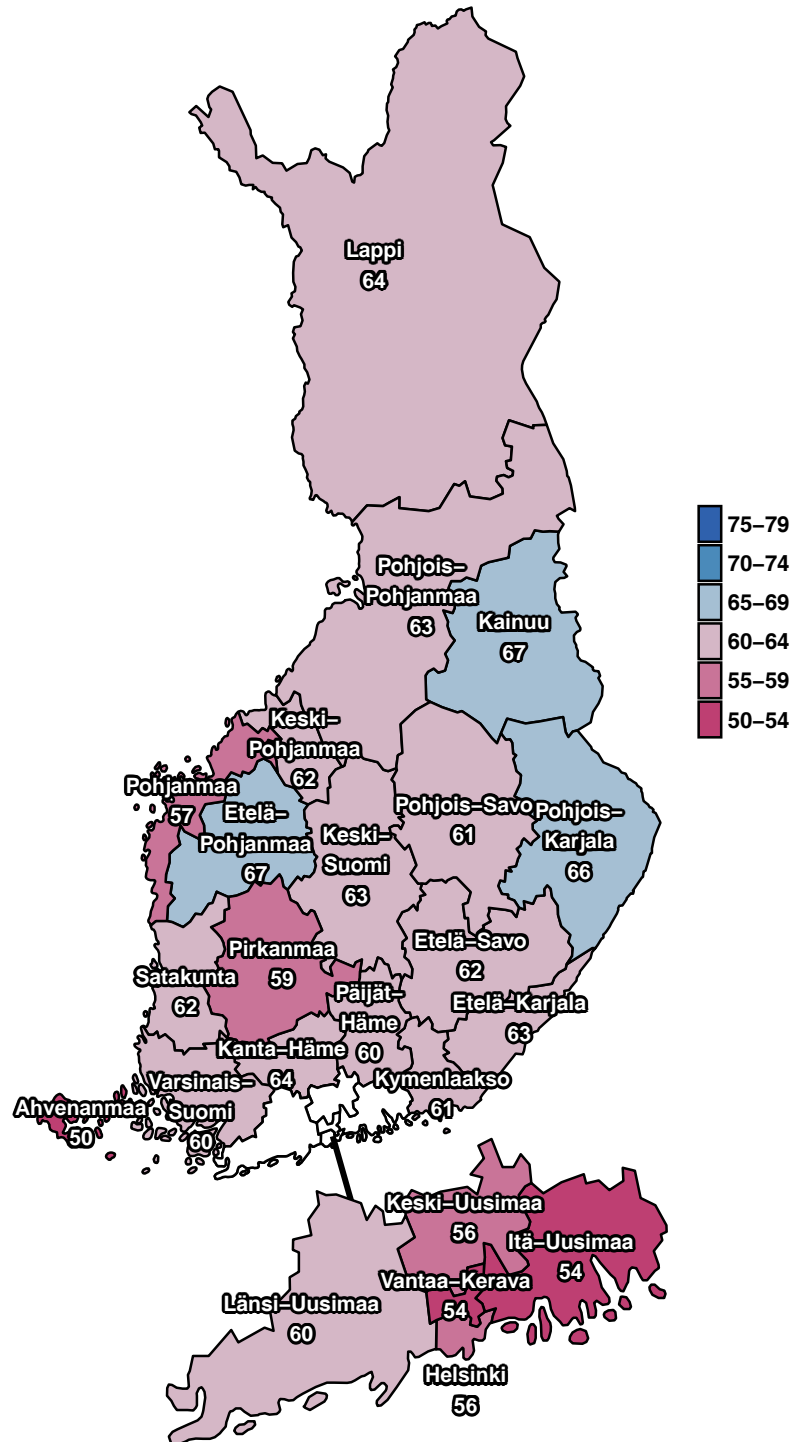 Lappi
64
Pohjois–
Pohjanmaa
63
Kainuu
67
75–79
70–74
65–69
60–64
55–59
50–54
Keski–
Pohjanmaa
62
Pohjanmaa
57
Etelä–
Pohjanmaa
67
Keski–
Suomi
63
Pohjois–Savo
61
Pohjois–
Karjala
66
Pirkanmaa
59
Satakunta
62
Etelä–Savo
62
Etelä–Karjala
63
Päijät–
Häme
60
Kanta–Häme
64
Kymenlaakso
61
Varsinais–
Suomi
60
Ahvenanmaa
50
Keski–Uusimaa
56
Itä–Uusimaa
54
Vantaa–Kerava
54
Länsi–Uusimaa
60
Helsinki
56